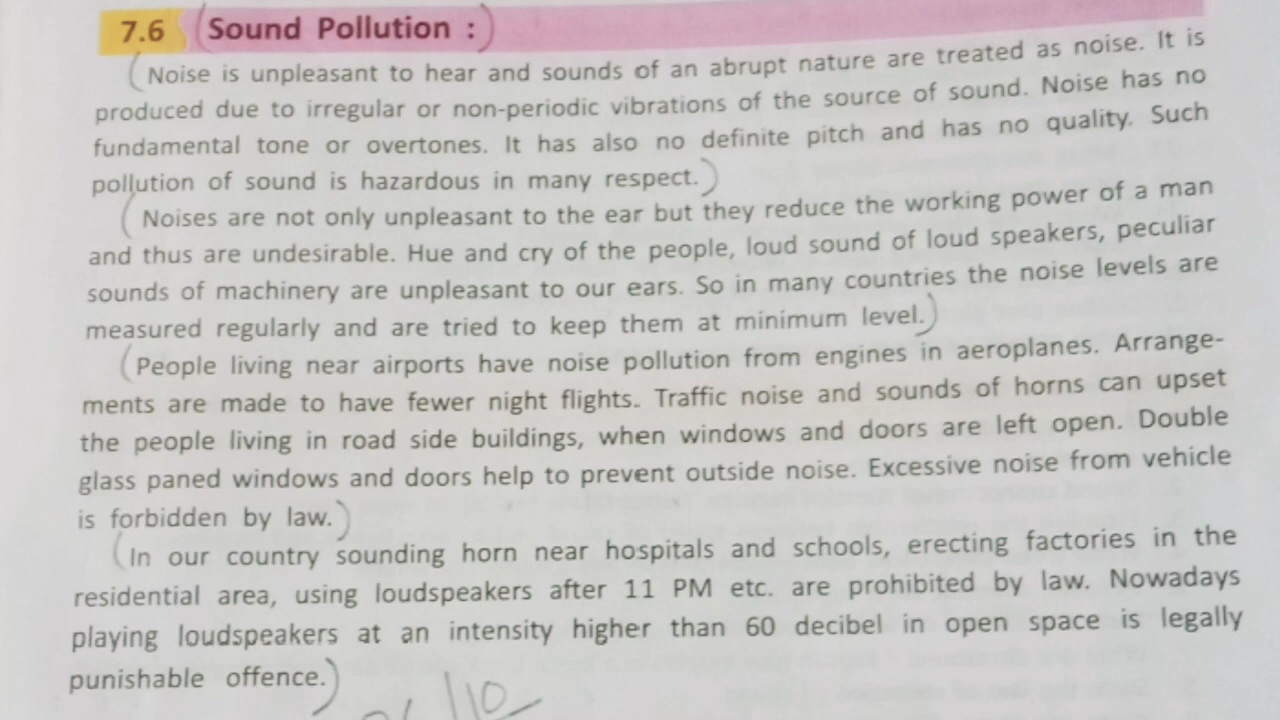 7.6 (Sound Pollution :)
(Noise is unpleasant to hear and sounds of an abrupt nature are treated as noise. It is
produced due to irregular or non-periodic vibrations of the source of sound. Noise has no
fundamental tone or overtones. It has also no definite pitch and has no quality. Such
pollution of sound is hazardous in many respect.)
(Noises are not only unpleasant to the ear but they reduce the working power of a man
and thus are undesirable. Hue and cry of the people, loud sound of loud speakers, peculiar
sounds of machinery are unpleasant to our ears. So in many countries the noise levels are
measured regularly and are tried to keep them at minimum level.)
(People living near airports have noise pollution from engines in aeroplanes. Arrange-
ments are made to have fewer night flights. Traffic noise and sounds of horns can upset
the people living in road side buildings, when windows and doors are left open. Double
glass paned windows and doors help to prevent outside noise. Excessive noise from vehicle
is forbidden by law.)
(In our country sounding horn near hospitals and schools, erecting factories in the
residential area, using loudspeakers after 11 PM etc. are prohibited by law. Nowadays
playing loudspeakers at an intensity higher than 60 decibel in open space is legally
punishable offence.)